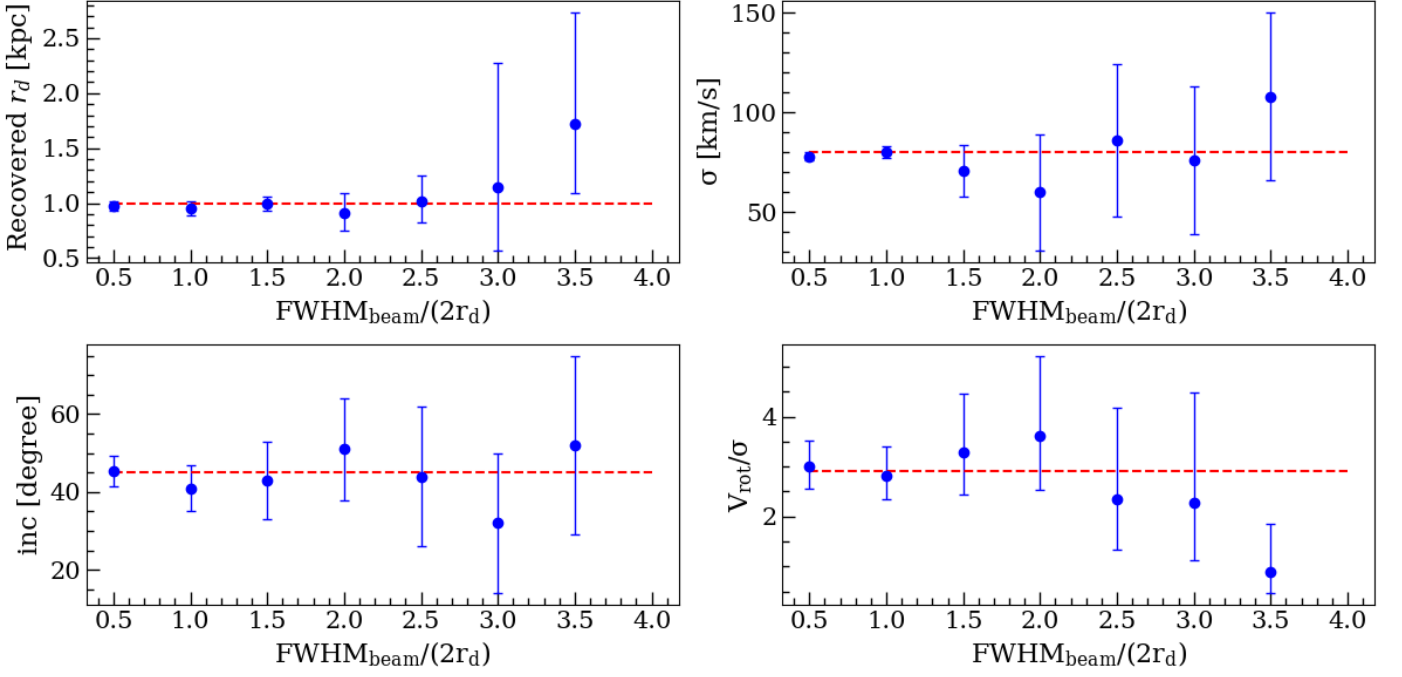 Recovered r_d [kpc]
2.5
2.0
1.5
1.0
0.5
0.5 1.0 1.5 2.0 2.5 3.0 3.5 4.0
FWHM_beam/(2r_d)
σ [km/s]
150
100
50
0.5 1.0 1.5 2.0 2.5 3.0 3.5 4.0
FWHM_beam/(2r_d)
inc [degree]
60
40
20
0.5 1.0 1.5 2.0 2.5 3.0 3.5 4.0
FWHM_beam/(2r_d)
V_rot/σ
4
2
0.5 1.0 1.5 2.0 2.5 3.0 3.5 4.0
FWHM_beam/(2r_d)